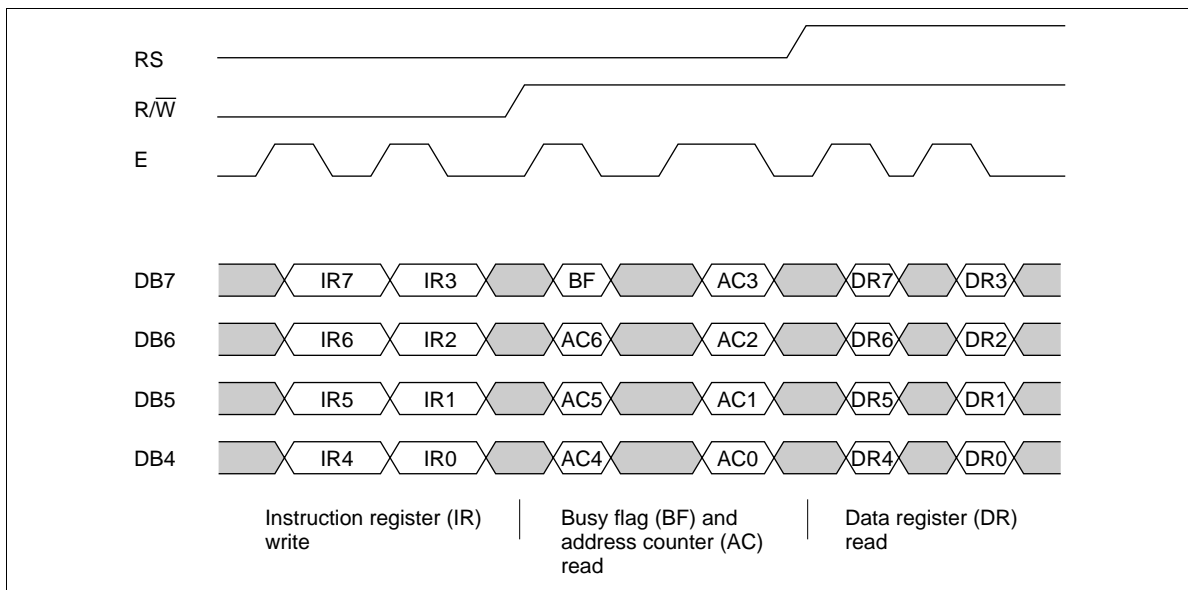 RS
R/W̅
E
DB7 IR7 IR3 BF AC3 DR7 DR3
DB6 IR6 IR2 AC6 AC2 DR6 DR2
DB5 IR5 IR1 AC5 AC1 DR5 DR1
DB4 IR4 IR0 AC4 AC0 DR4 DR0
Instruction register (IR)
write
Busy flag (BF) and
address counter (AC)
read
Data register (DR)
read